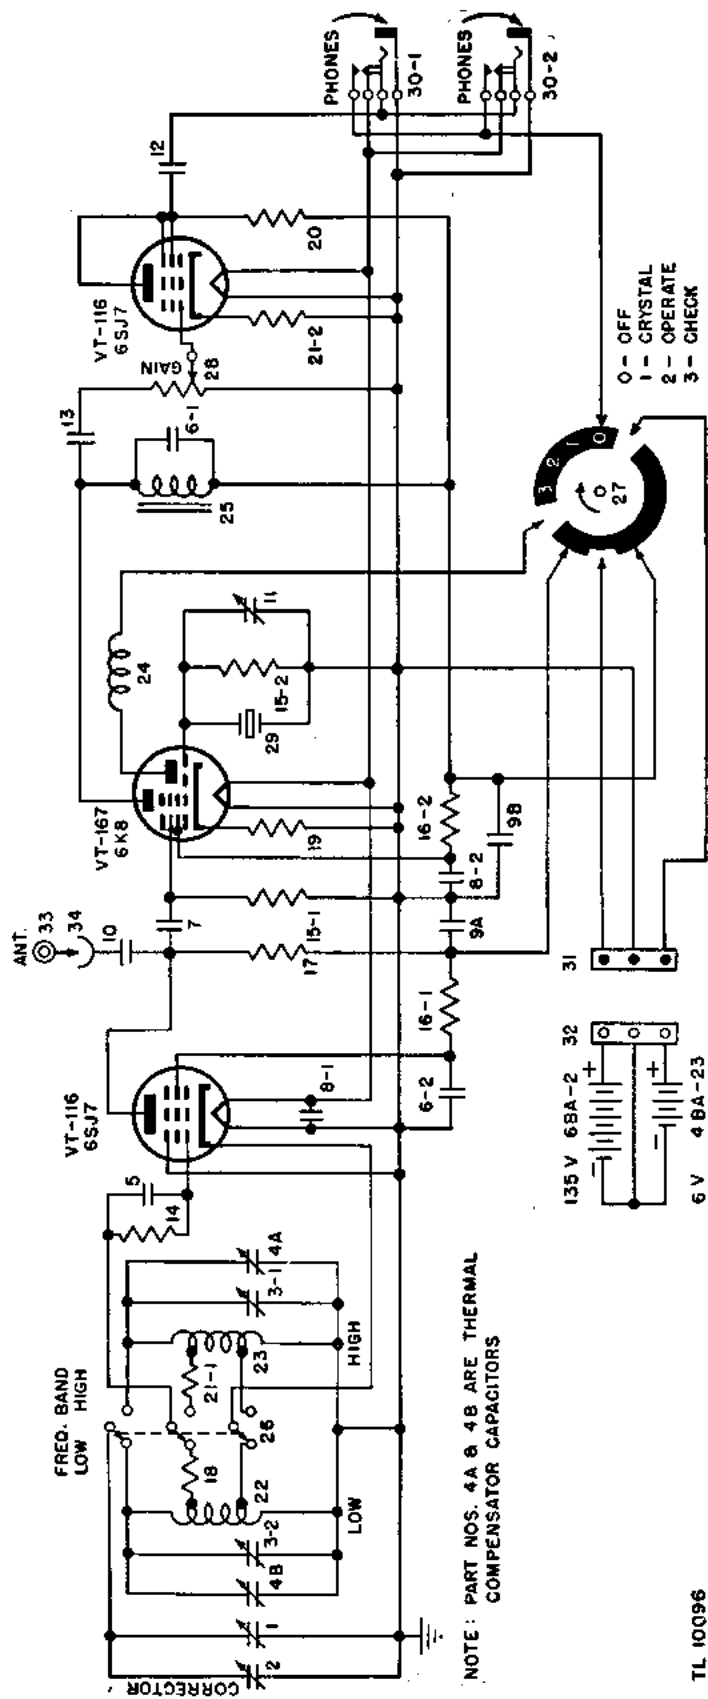 CORRECTOR
2
1
4B
3-2
22
18
LOW
FREQ. BAND
LOW HIGH
26
21-1
23
HIGH
3-1
4A
14
5
VT-116
6SJ7
8-1
6-2
16-1
ANT.
33
34
10
7
17
15-1
9A
8-2
16-2
9B
VT-167
6K8
19
29
15-2
11
24
25
6-1
13
GAIN
28
VT-116
6SJ7
21-2
20
12
PHONES
30-1
PHONES
30-2
NOTE: PART NOS. 4A & 4B ARE THERMAL
COMPENSATOR CAPACITORS
135 V 6BA-2
6 V 4 BA-23
32
31
3 2 1 0
27
0 - OFF
1 - CRYSTAL
2 - OPERATE
3 - CHECK
TL 10096